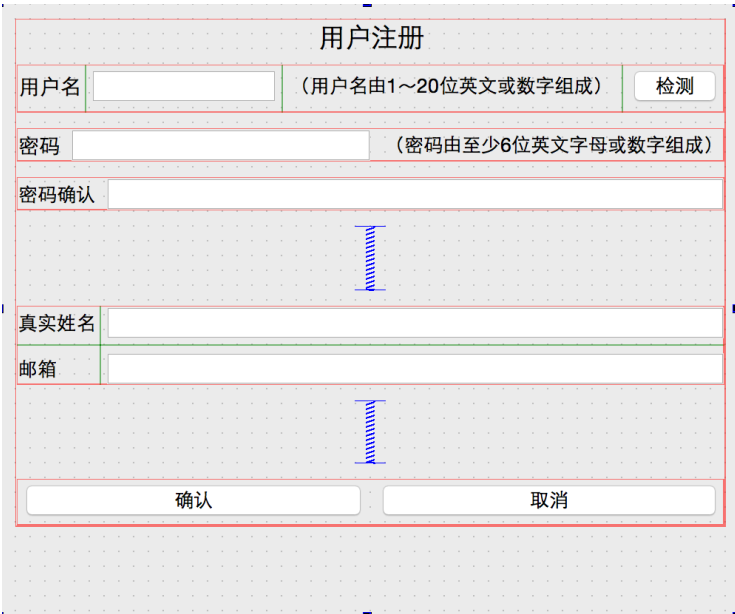 用户注册
用户名 （用户名由1～20位英文或数字组成） 检测
密码 （密码由至少6位英文字母或数字组成）
密码确认
真实姓名
邮箱
确认 取消